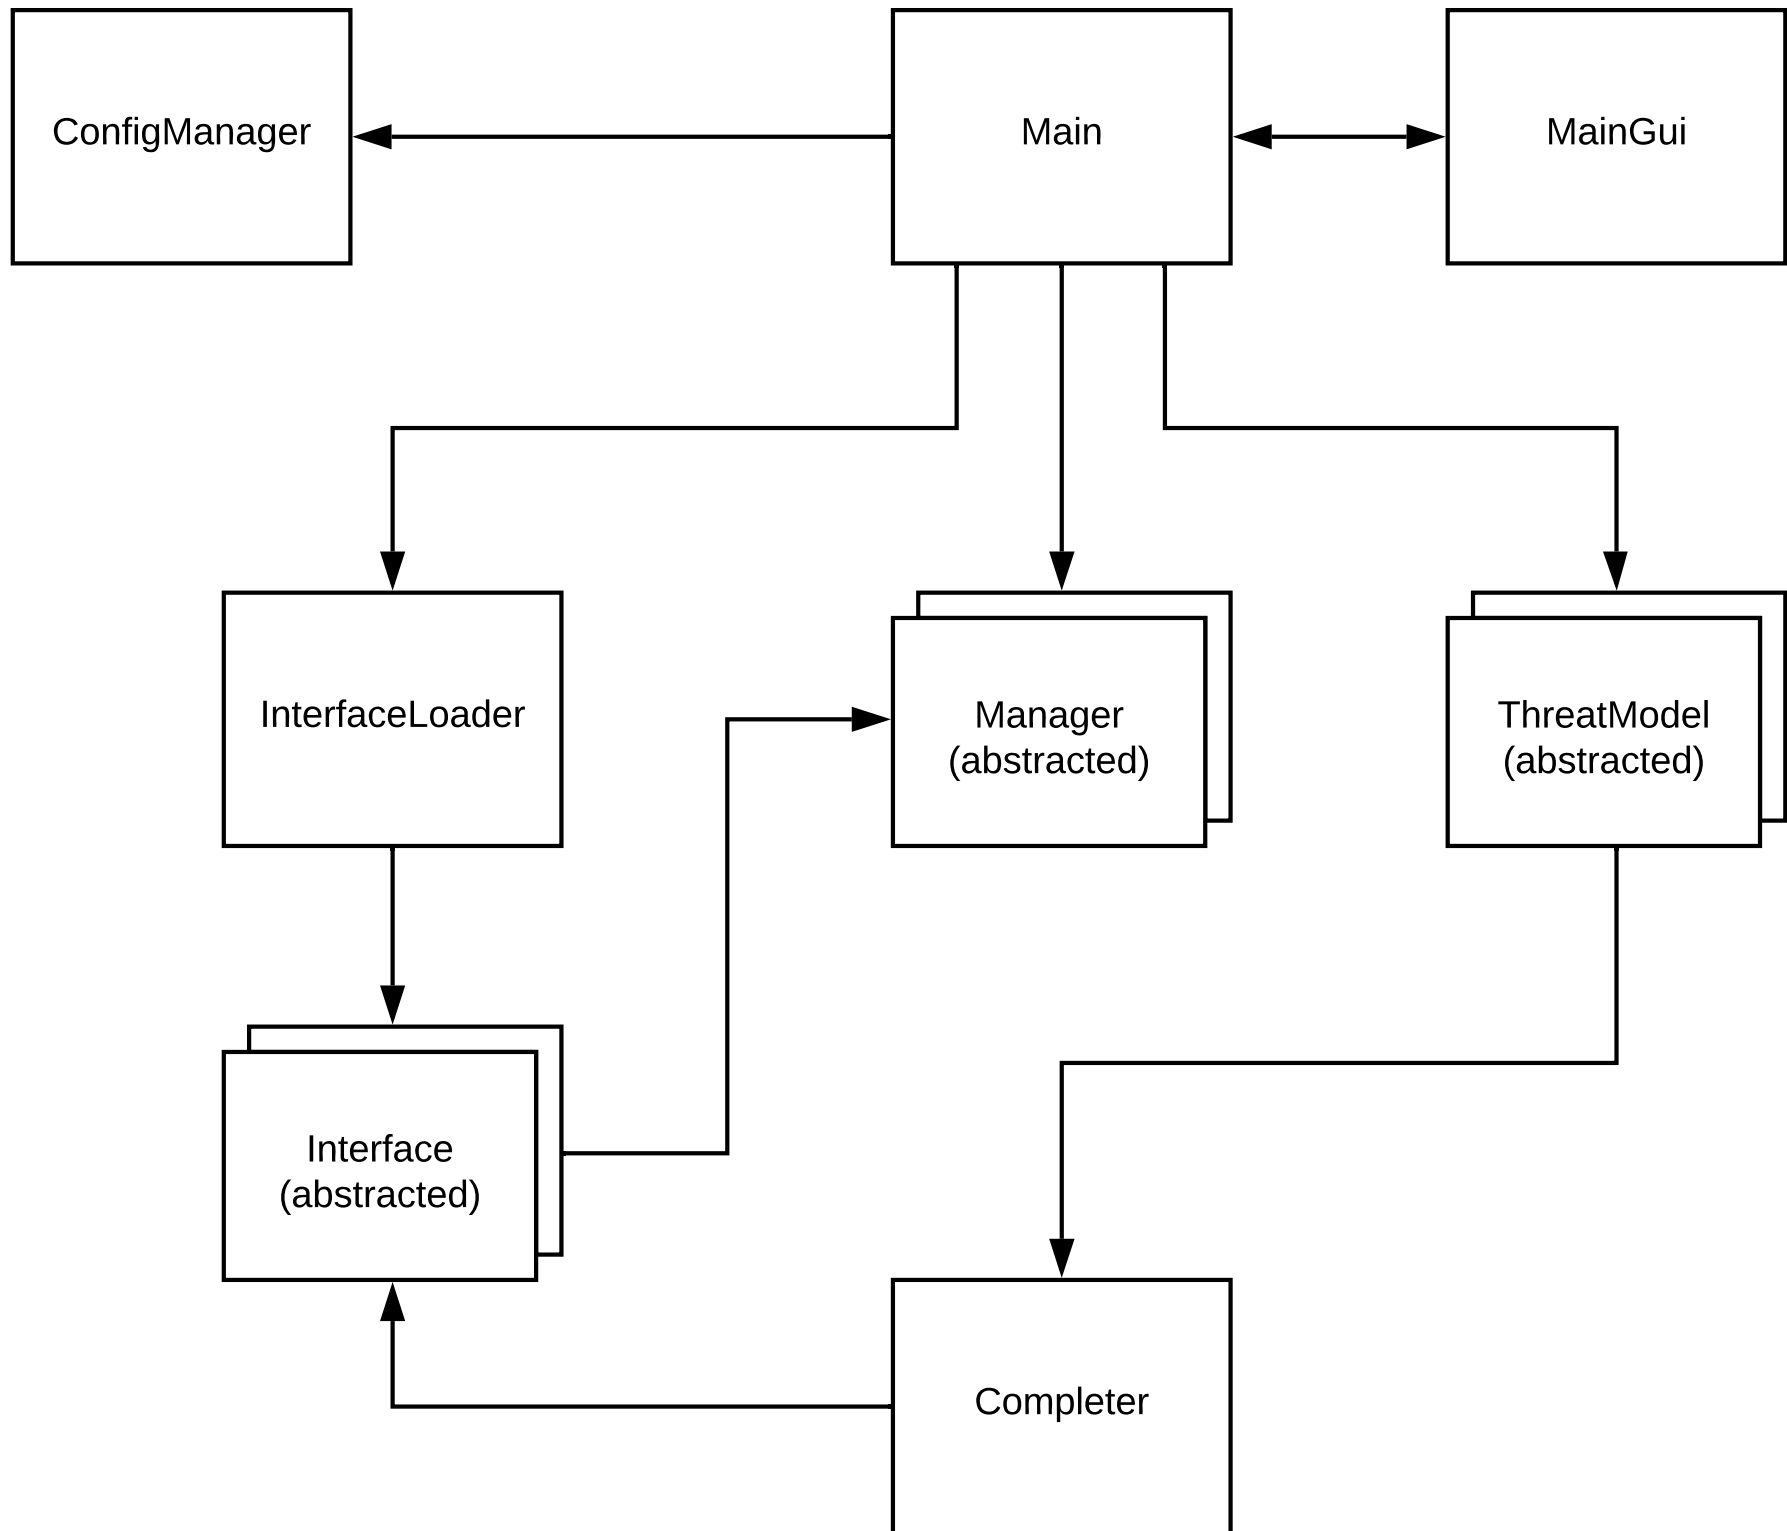 ConfigManager
Main
MainGui
InterfaceLoader
Manager
(abstracted)
ThreatModel
(abstracted)
Interface
(abstracted)
Completer